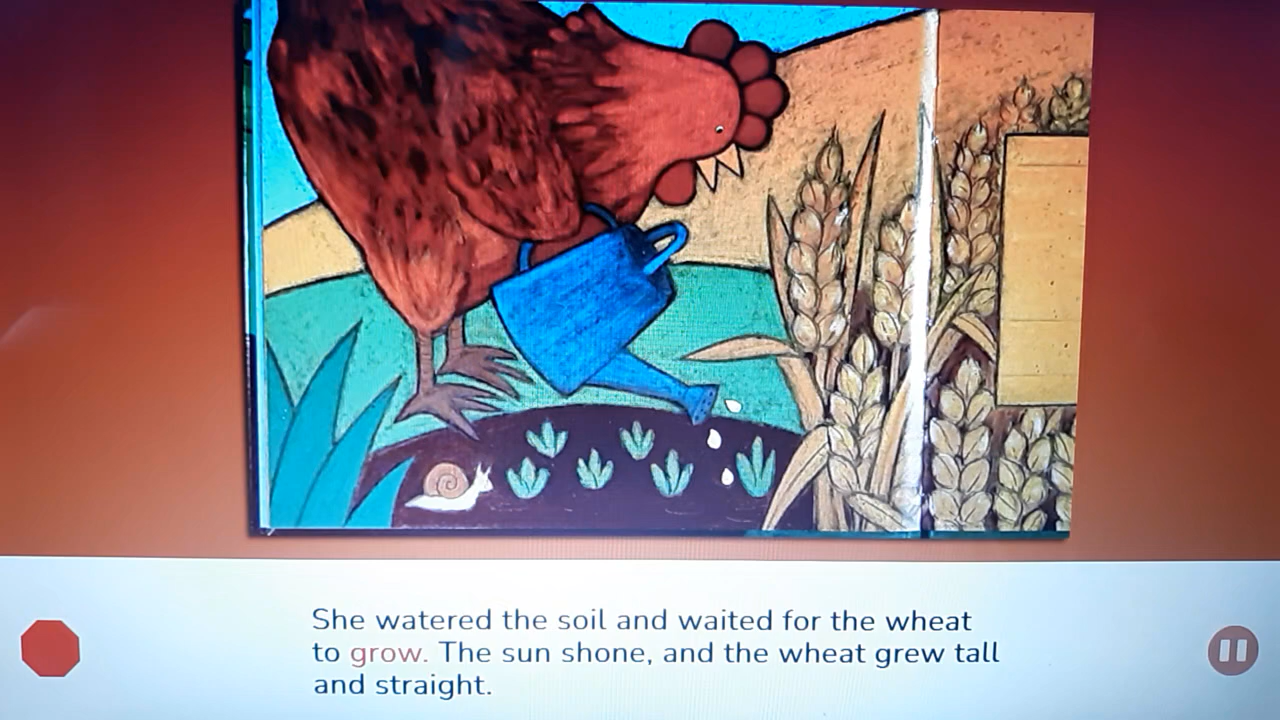 She watered the soil and waited for the wheat
to grow. The sun shone, and the wheat grew tall
and straight.